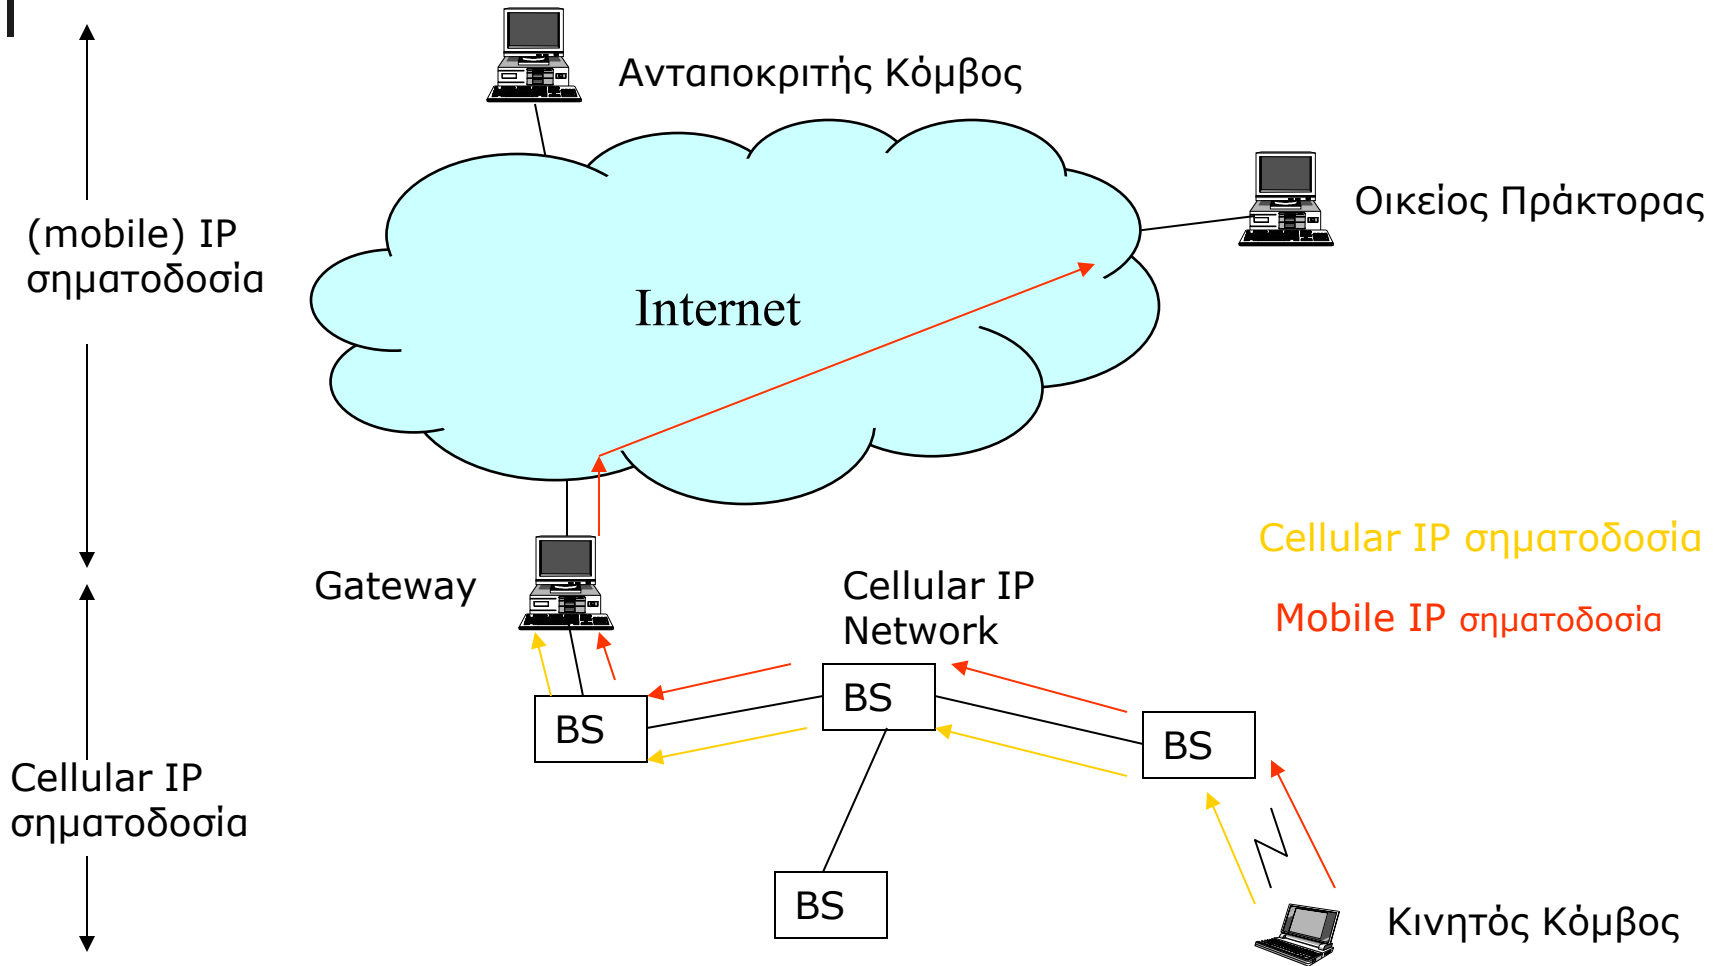 Ανταποκριτής Κόμβος
Οικείος Πράκτορας
(mobile) IP
σηματοδοσία
Internet
Cellular IP σηματοδοσία
Gateway
Cellular IP
Network
Mobile IP σηματοδοσία
BS
BS
BS
Cellular IP
σηματοδοσία
BS
Κινητός Κόμβος